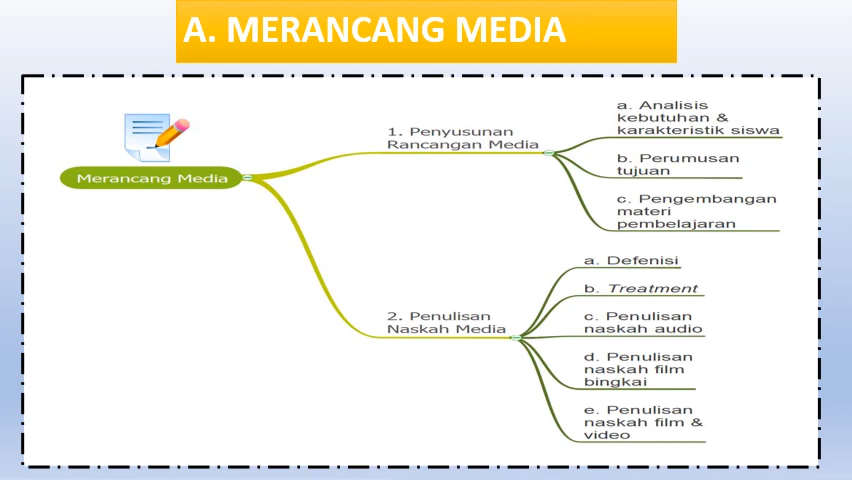 A. MERANCANG MEDIA
Merancang Media
1. Penyusunan
Rancangan Media
a. Analisis
kebutuhan &
karakteristik siswa
b. Perumusan
tujuan
c. Pengembangan
materi
pembelajaran
2. Penulisan
Naskah Media
a. Defenisi
b. Treatment
c. Penulisan
naskah audio
d. Penulisan
naskah film
bingkai
e. Penulisan
naskah film &
video